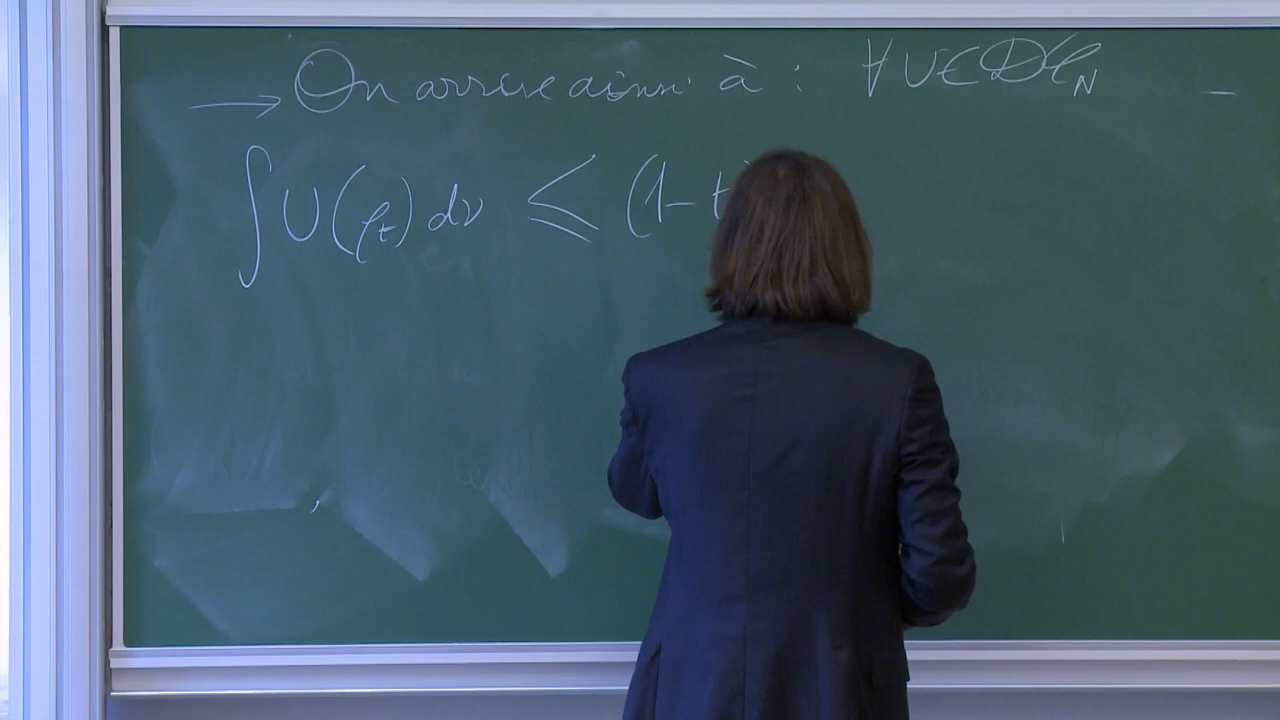 → On arrive ainsi à : ∀ U ∈ DC_N —
∫ U(ρ_t) dν ≤ (1 - t